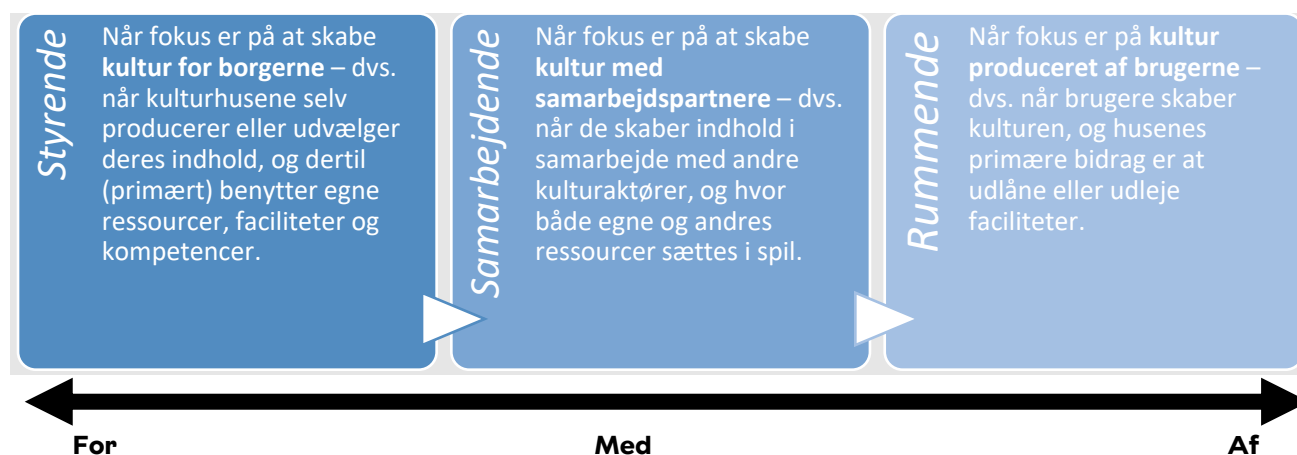 Styrende
Når fokus er på at skabe
kultur for borgerne – dvs.
når kulturhusene selv
producerer eller udvælger
deres indhold, og dertil
(primært) benytter egne
ressourcer, faciliteter og
kompetencer.
Samarbejdende
Når fokus er på at skabe
kultur med
samarbejdspartnere – dvs.
når de skaber indhold i
samarbejde med andre
kulturaktører, og hvor
både egne og andres
ressourcer sættes i spil.
Rummende
Når fokus er på kultur
produceret af brugerne –
dvs. når brugere skaber
kulturen, og husenes
primære bidrag er at
udlåne eller udleje
faciliteter.
For
Med
Af